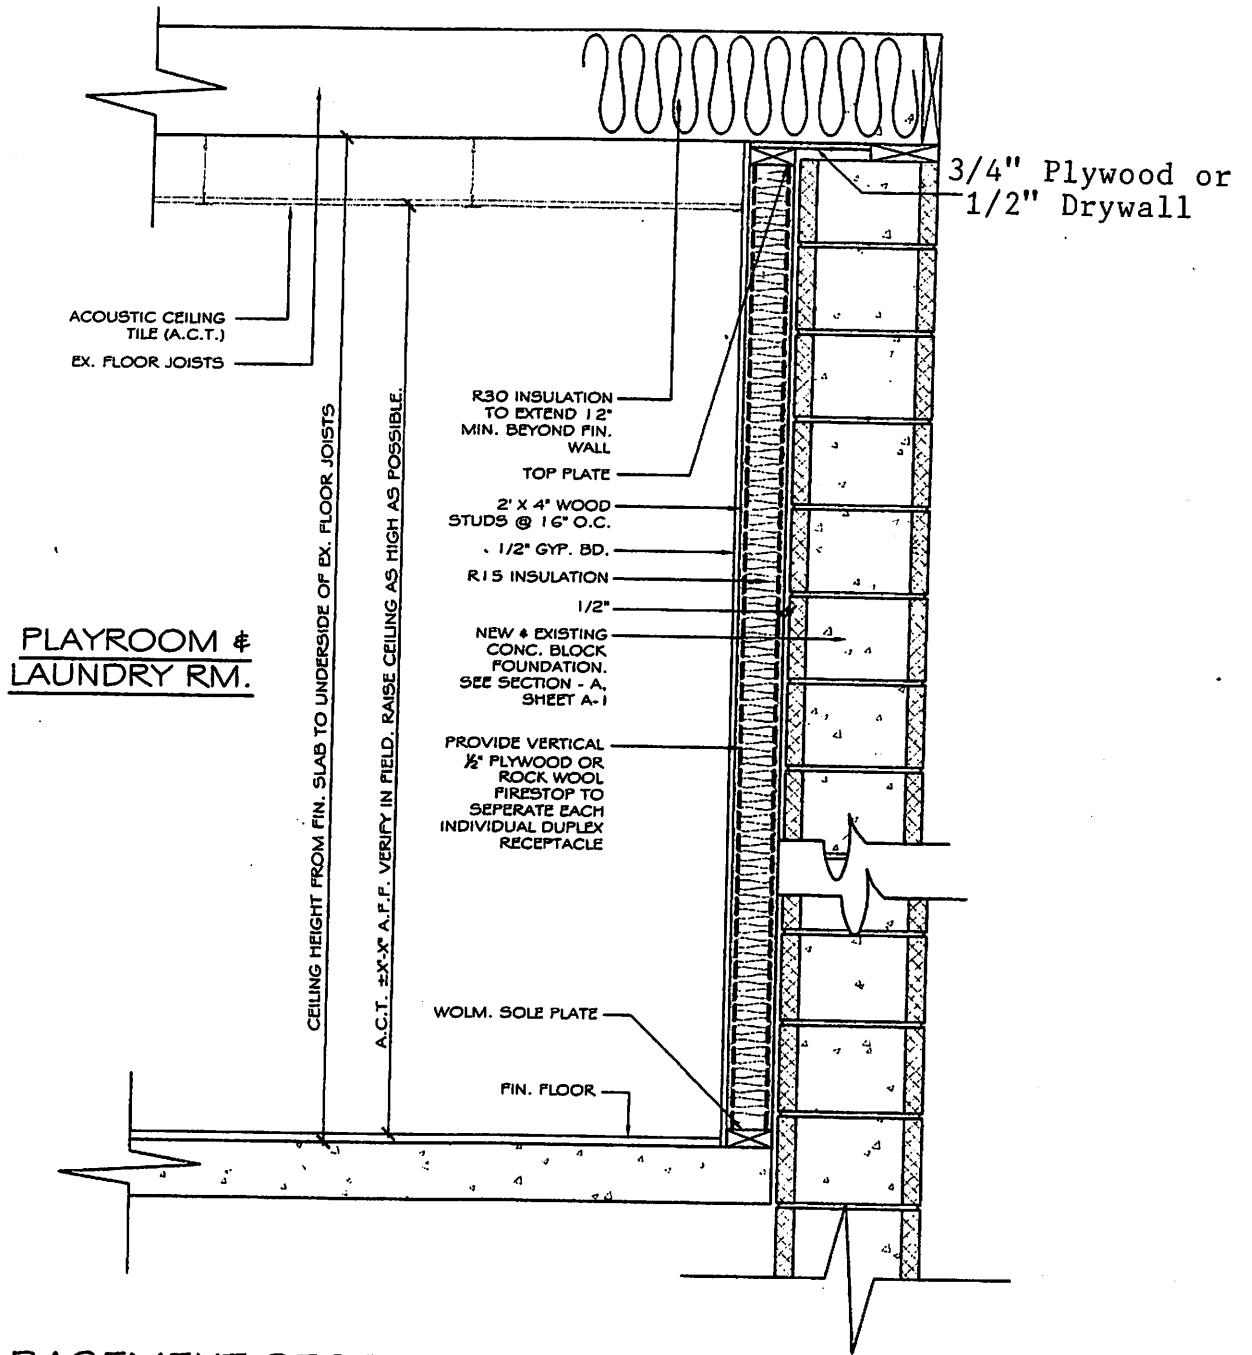 3/4" Plywood or
1/2" Drywall
ACOUSTIC CEILING
TILE (A.C.T.)
EX. FLOOR JOISTS
CEILING HEIGHT FROM FIN. SLAB TO UNDERSIDE OF EX. FLOOR JOISTS
A.C.T. ±X'-X" A.F.F. VERIFY IN FIELD. RAISE CEILING AS HIGH AS POSSIBLE.
R30 INSULATION
TO EXTEND 12"
MIN. BEYOND FIN.
WALL
TOP PLATE
2' X 4" WOOD
STUDS @ 16" O.C.
1/2" GYP. BD.
R15 INSULATION
1/2"
NEW & EXISTING
CONC. BLOCK
FOUNDATION.
SEE SECTION - A,
SHEET A-1
PLAYROOM &
LAUNDRY RM.
PROVIDE VERTICAL
½" PLYWOOD OR
ROCK WOOL
FIRESTOP TO
SEPERATE EACH
INDIVIDUAL DUPLEX
RECEPTACLE
WOLM. SOLE PLATE
FIN. FLOOR